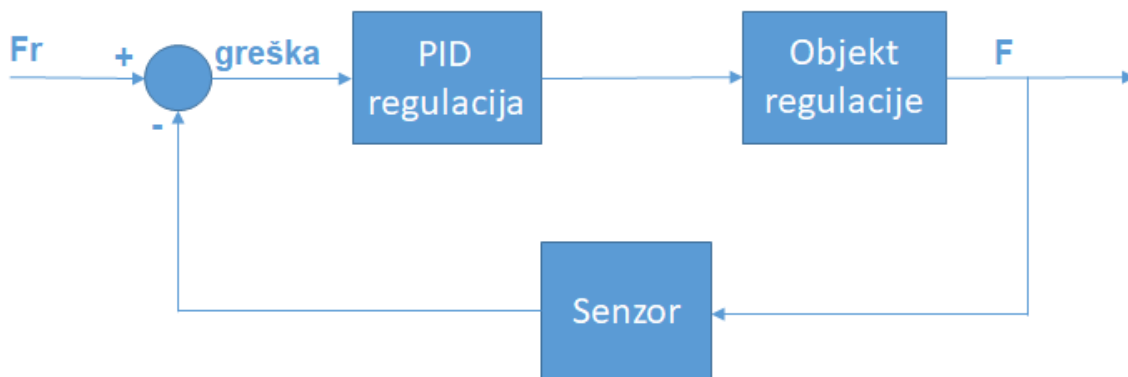 Fr
+
greška
PID
regulacija
Objekt
regulacije
F
-
Senzor